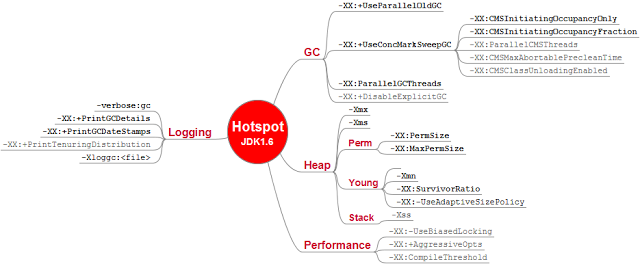 -XX:+UseParallelOldGC
-XX:CMSInitiatingOccupancyOnly
-XX:CMSInitiatingOccupancyFraction
GC
-XX:+UseConcMarkSweepGC
-XX:ParallelCMSThreads
-XX:CMSMaxAbortablePrecleanTime
-XX:CMSClassUnloadingEnabled
-XX:ParallelGCThreads
-XX:+DisableExplicitGC
-verbose:gc
-XX:+PrintGCDetails
-XX:+PrintGCDateStamps
-XX:+PrintTenuringDistribution
-Xloggc:<file>
Logging
Hotspot
JDK1.6
Heap
-Xmx
-Xms
Perm
-XX:PermSize
-XX:MaxPermSize
Young
-Xmn
-XX:SurvivorRatio
-XX:-UseAdaptiveSizePolicy
Stack
-Xss
Performance
-XX:-UseBiasedLocking
-XX:+AggressiveOpts
-XX:CompileThreshold